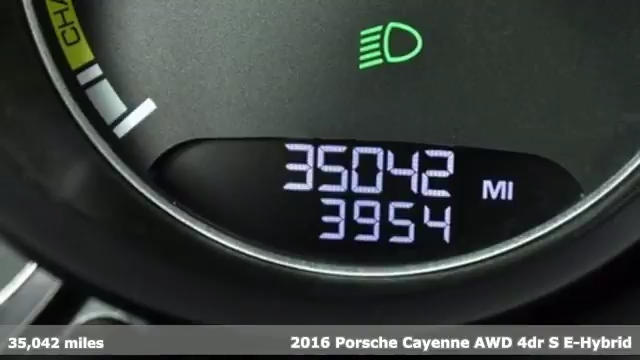 CHA
35042 MI
3954
35,042 miles
2016 Porsche Cayenne AWD 4dr S E-Hybrid